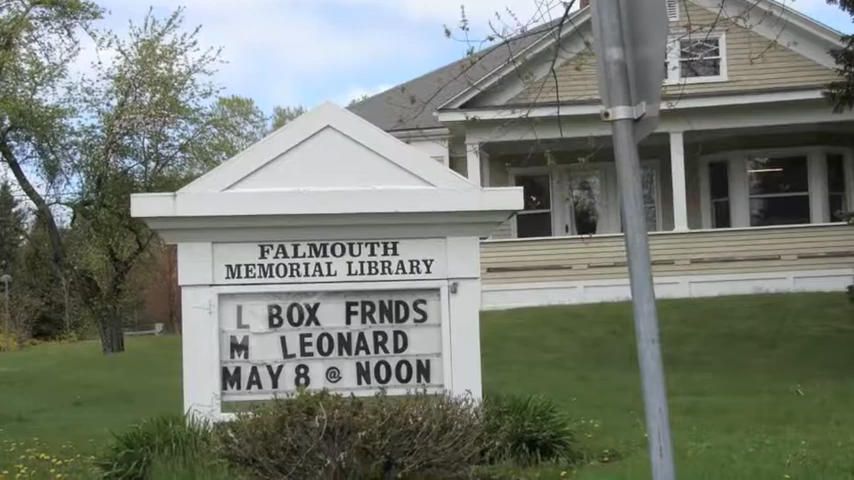 FALMOUTH
MEMORIAL LIBRARY
L BOX FRNDS
M LEONARD
MAY 8 @ NOON